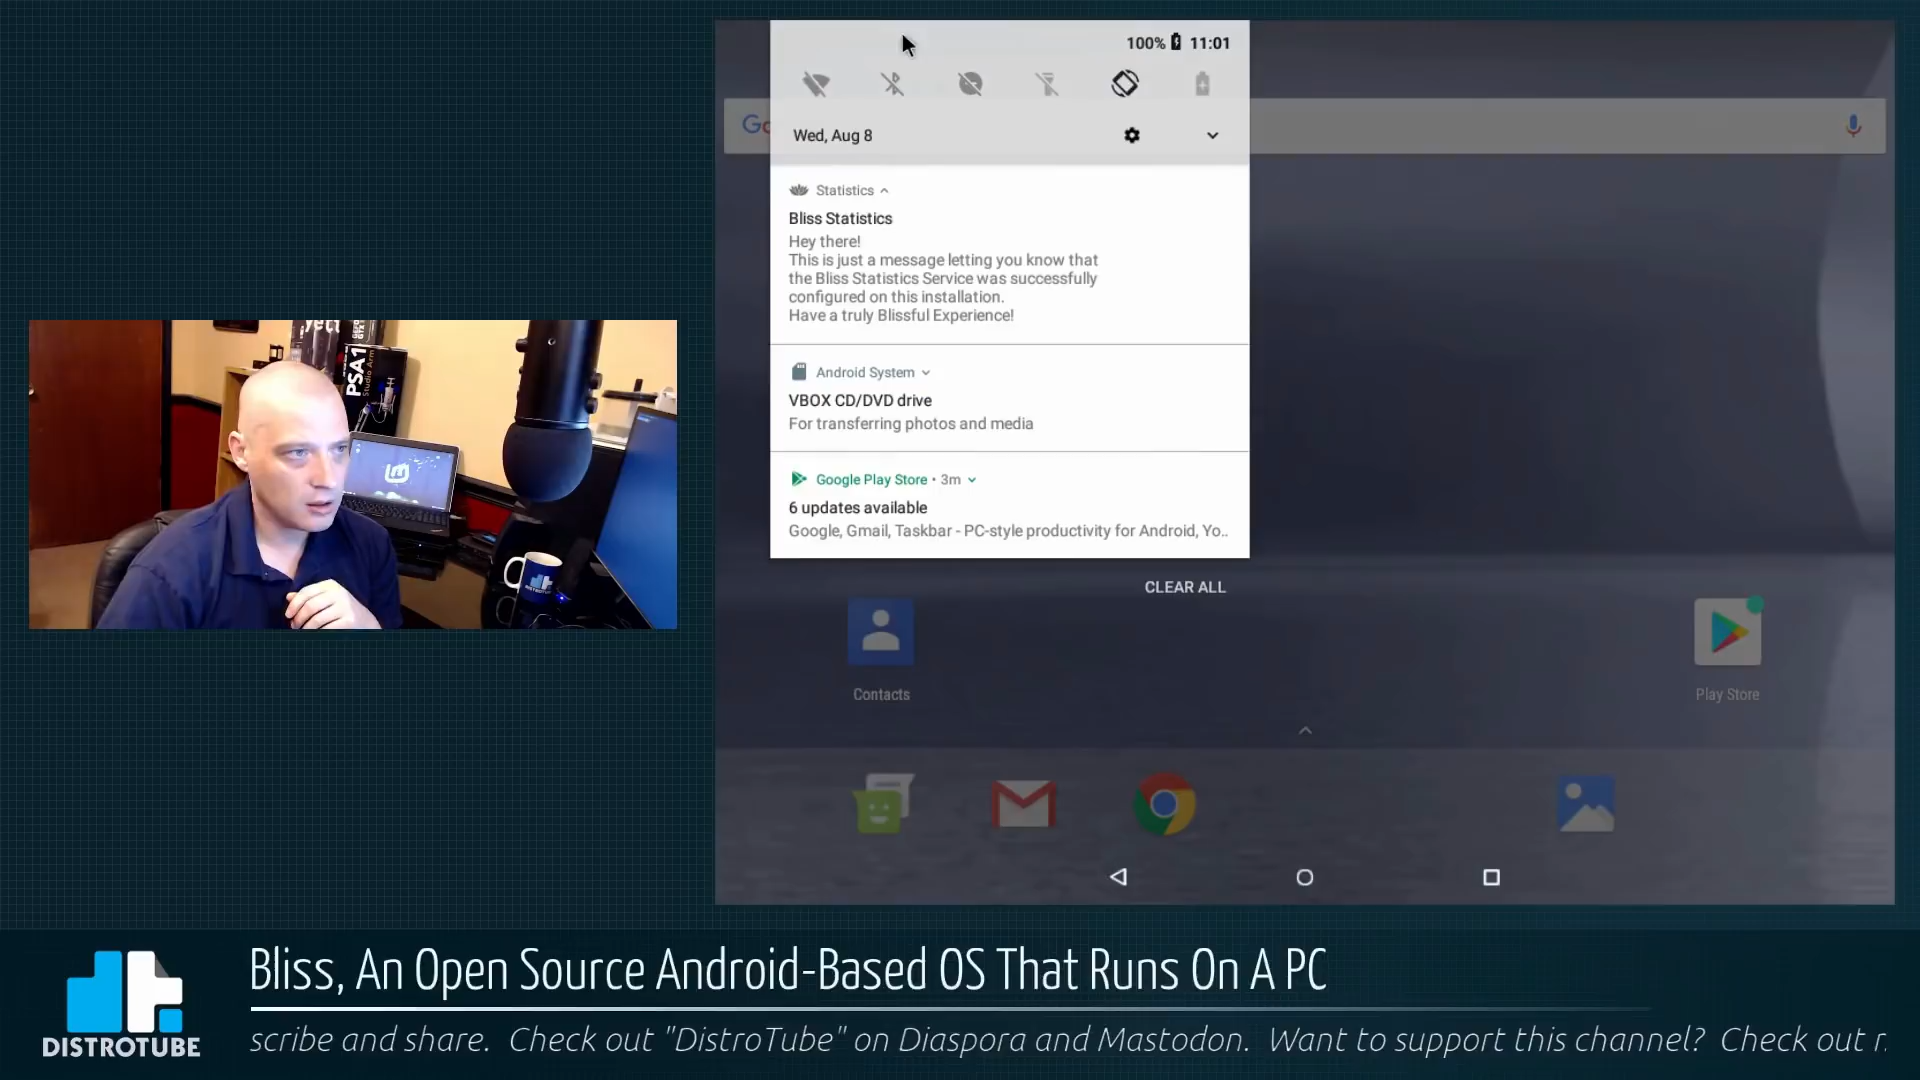 100% 11:01
Go
Wed, Aug 8
Statistics
Bliss Statistics
Hey there!
This is just a message letting you know that
the Bliss Statistics Service was successfully
configured on this installation.
Have a truly Blissful Experience!
Android System
VBOX CD/DVD drive
For transferring photos and media
Google Play Store • 3m
6 updates available
Google, Gmail, Taskbar - PC-style productivity for Android, Yo..
CLEAR ALL
Contacts
Play Store
PSA1
Studio Arm
Bliss, An Open Source Android-Based OS That Runs On A PC
scribe and share. Check out "DistroTube" on Diaspora and Mastodon. Want to support this channel? Check out
DISTROTUBE